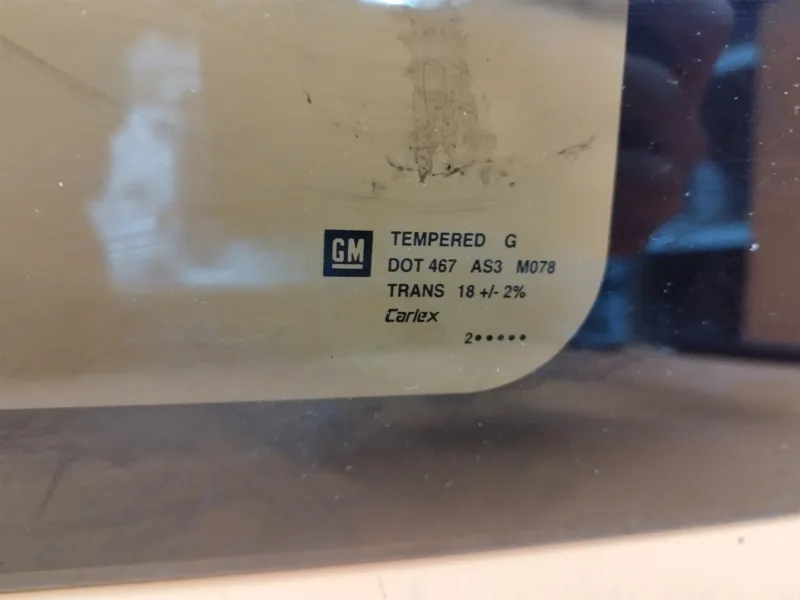 GM
TEMPERED G
DOT 467 AS3 M078
TRANS 18 +/- 2%
Carlex
2•••••